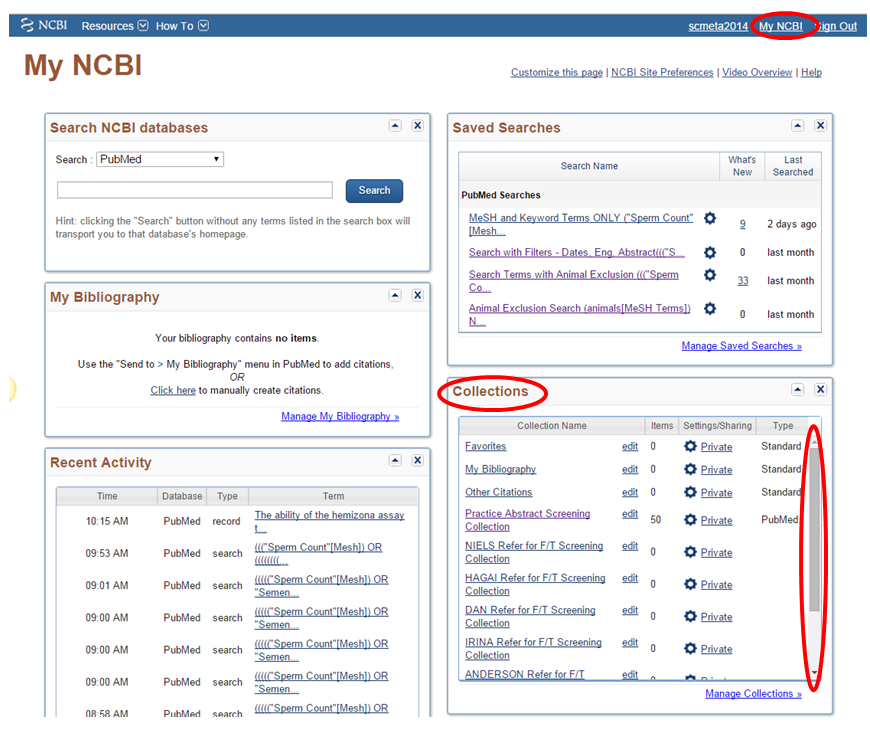 NCBI Resources How To scmeta2014 My NCBI Sign Out
My NCBI
Customize this page | NCBI Site Preferences | Video Overview | Help
Search NCBI databases
Search : PubMed
Search
Hint: clicking the "Search" button without any terms listed in the search box will
transport you to that database's homepage.
My Bibliography
Your bibliography contains no items.
Use the "Send to > My Bibliography" menu in PubMed to add citations,
OR
Click here to manually create citations.
Manage My Bibliography »
Recent Activity
Time Database Type Term
10:15 AM PubMed record The ability of the hemizona assay
t...
09:53 AM PubMed search ((("Sperm Count"[Mesh]) OR
((((((((...
09:01 AM PubMed search ((((("Sperm Count"[Mesh]) OR
"Semen...
09:00 AM PubMed search ((((("Sperm Count"[Mesh]) OR
"Semen...
09:00 AM PubMed search ((((("Sperm Count"[Mesh]) OR
"Semen...
09:00 AM PubMed search ((((("Sperm Count"[Mesh]) OR
"Semen...
08:58 AM PubMed search ((((("Sperm Count"[Mesh]) OR
Saved Searches
Search Name What's New Last Searched
PubMed Searches
MeSH and Keyword Terms ONLY ("Sperm Count"
[Mesh... 9 2 days ago
Search with Filters - Dates, Eng, Abstract((("S... 0 last month
Search Terms with Animal Exclusion ((("Sperm
Co... 33 last month
Animal Exclusion Search (animals[MeSH Terms])
N... 0 last month
Manage Saved Searches »
Collections
Collection Name Items Settings/Sharing Type
Favorites edit 0 Private Standard
My Bibliography edit 0 Private Standard
Other Citations edit 0 Private Standard
Practice Abstract Screening
Collection edit 50 Private PubMed
NIELS Refer for F/T Screening
Collection edit 0 Private
HAGAI Refer for F/T Screening
Collection edit 0 Private
DAN Refer for F/T Screening
Collection edit 0 Private
IRINA Refer for F/T Screening
Collection edit 0 Private
ANDERSON Refer for F/T edit 0 Private
Manage Collections »